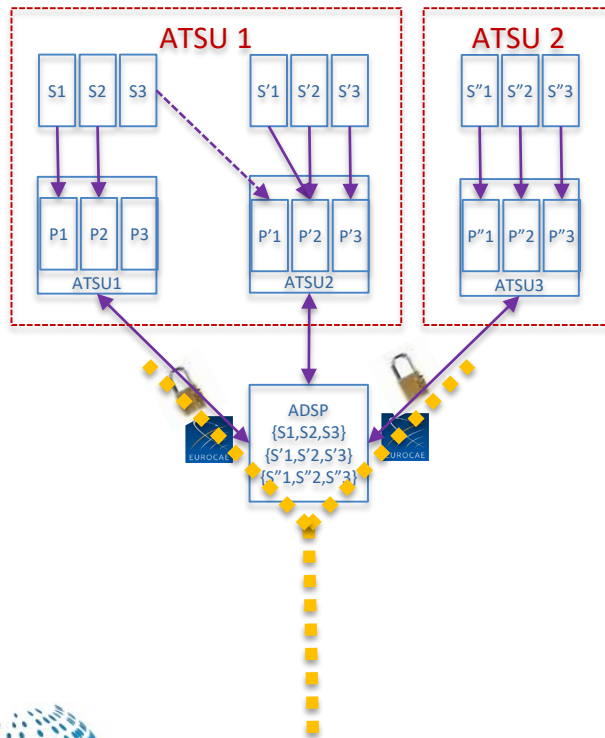 ATSU 1
ATSU 2
S1 S2 S3
S'1 S'2 S'3
S"1 S"2 S"3
P1 P2 P3
P'1 P'2 P'3
P"1 P"2 P"3
ATSU1
ATSU2
ATSU3
ADSP
{S1,S2,S3}
{S'1,S'2,S'3}
{S"1,S"2,S"3}
EUROCAE
EUROCAE